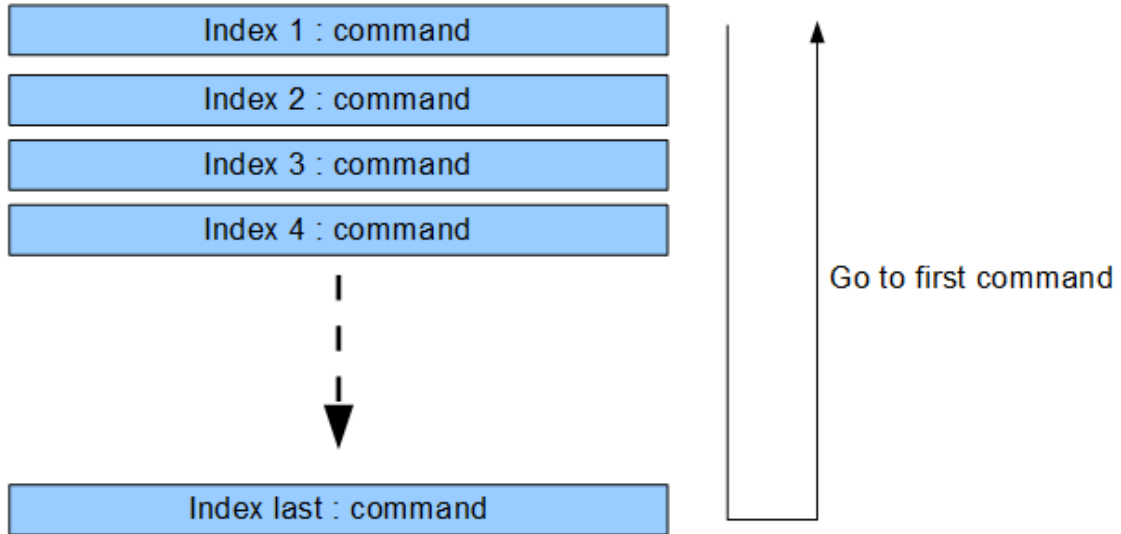 Index 1 : command
Index 2 : command
Index 3 : command
Index 4 : command
Go to first command
Index last : command